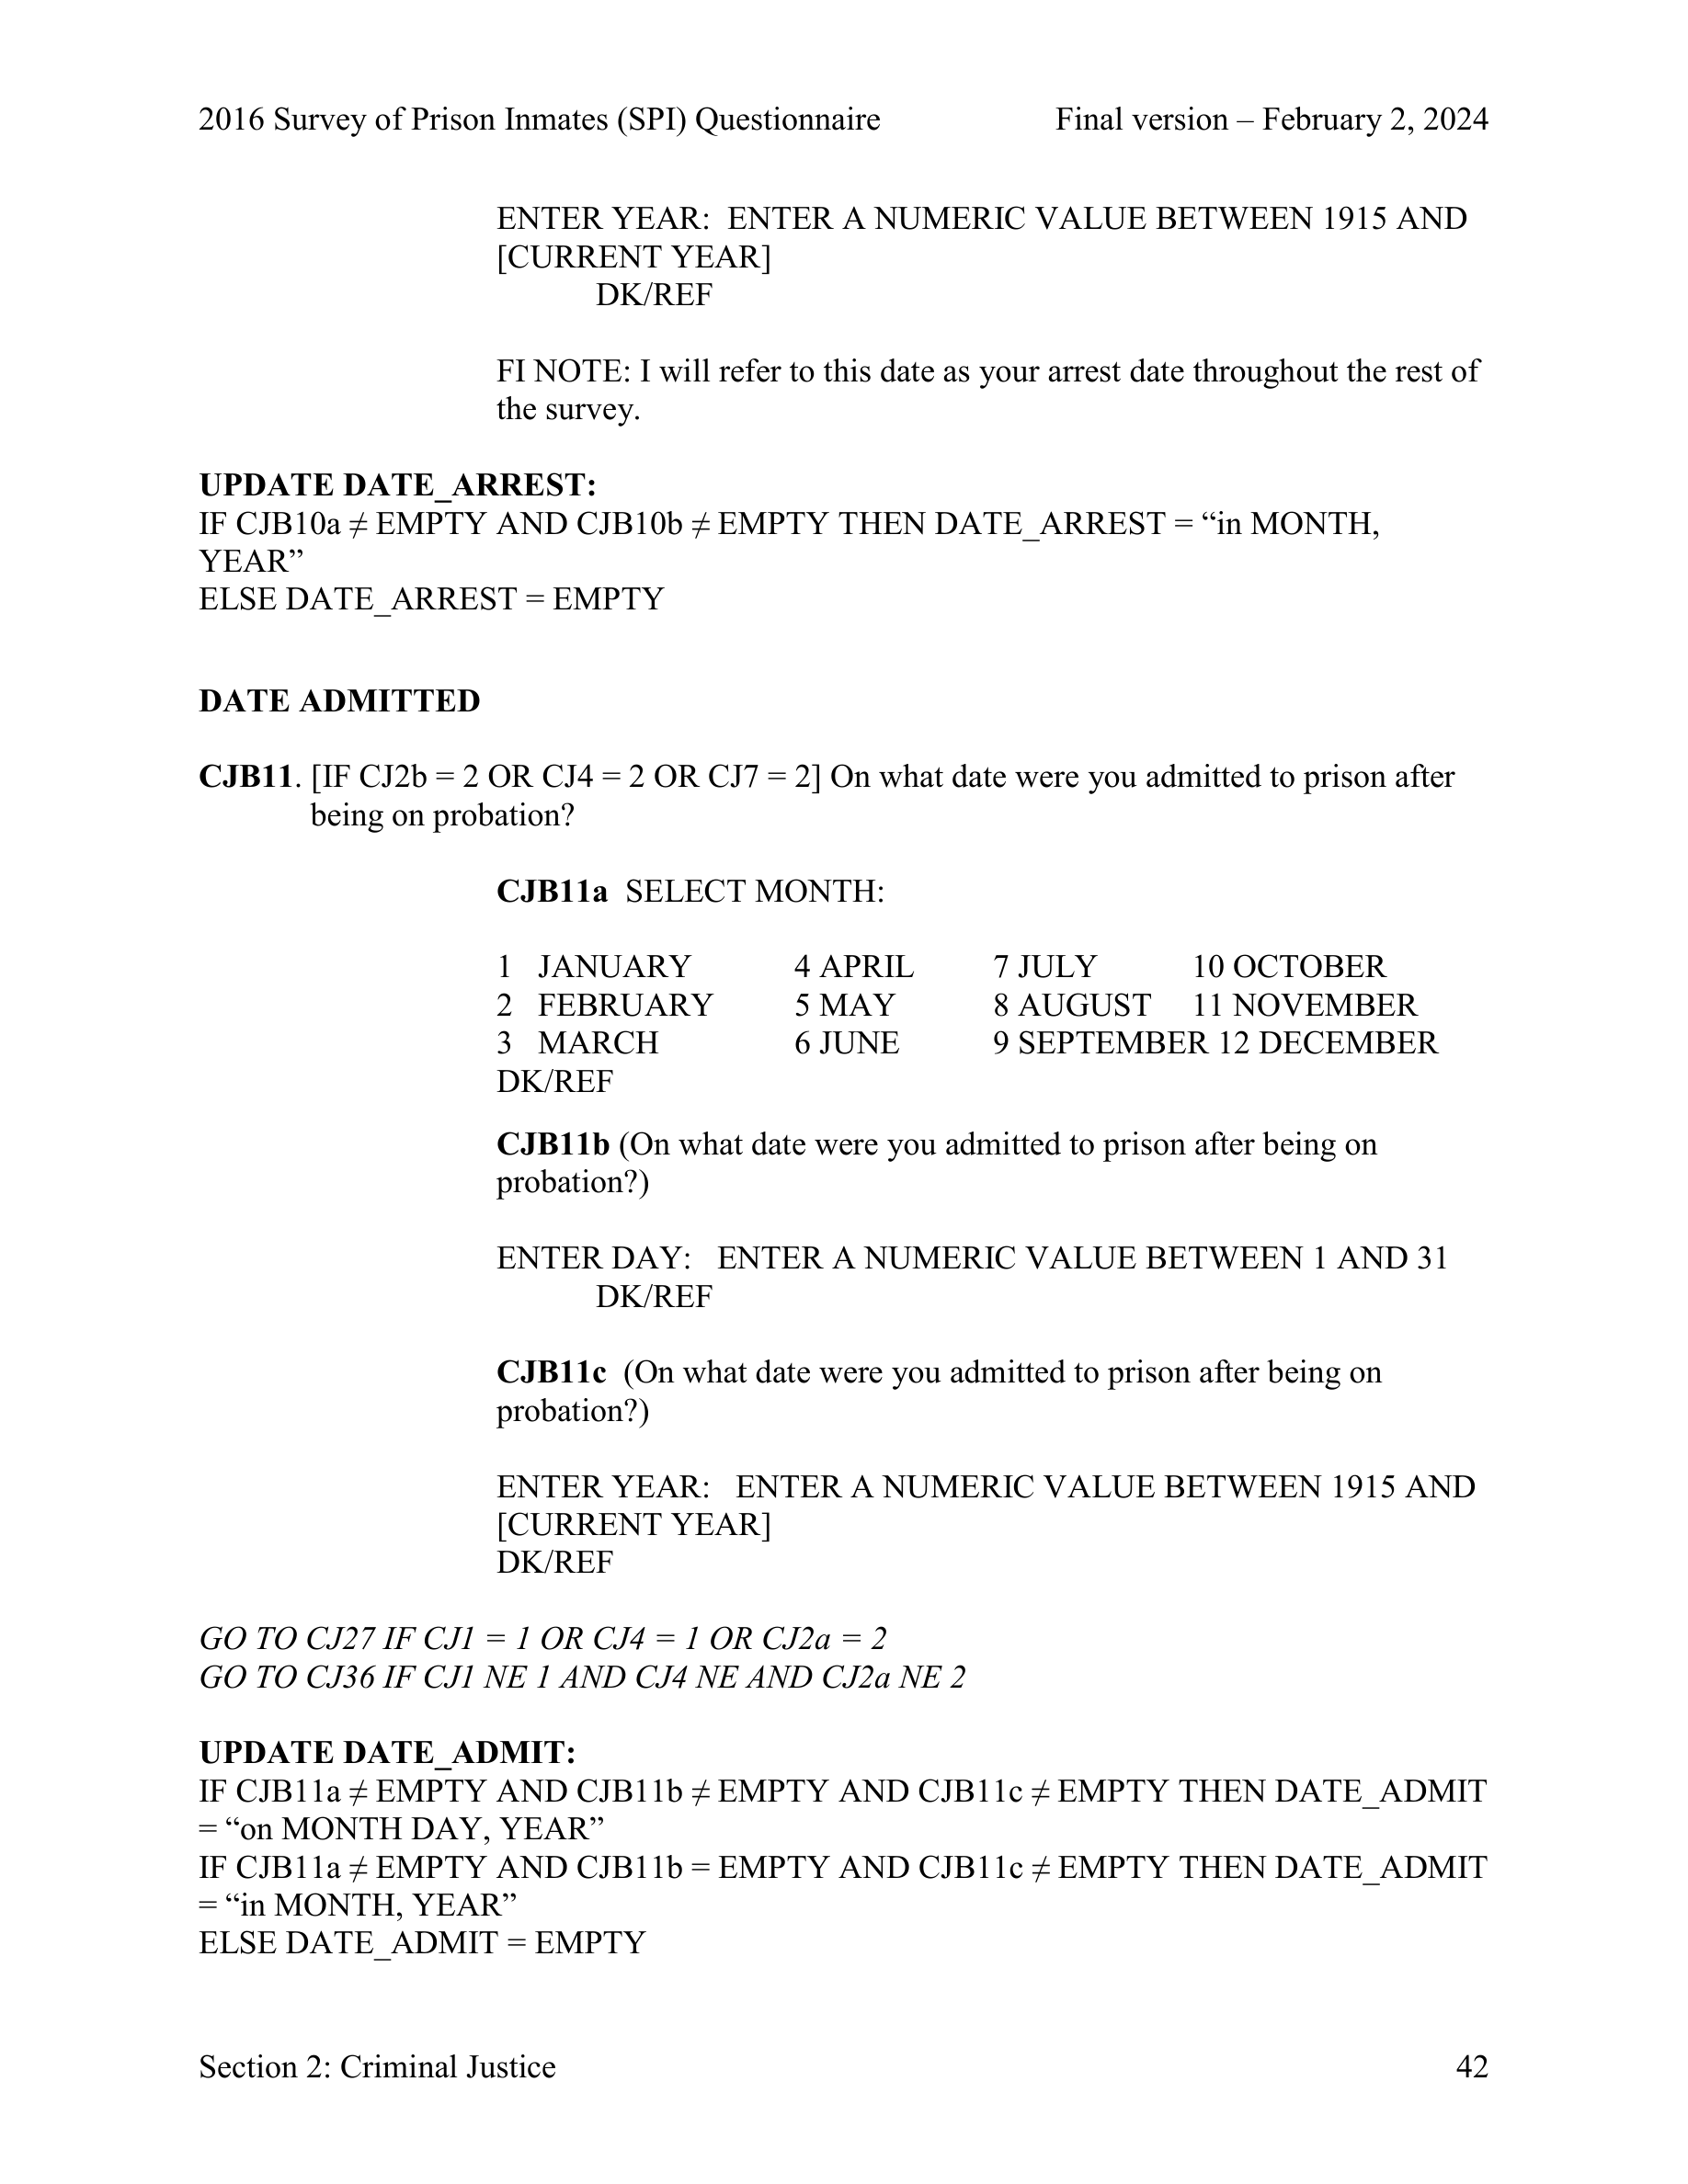 2016 Survey of Prison Inmates (SPI) Questionnaire Final version – February 2, 2024
ENTER YEAR: ENTER A NUMERIC VALUE BETWEEN 1915 AND
[CURRENT YEAR]
DK/REF
FI NOTE: I will refer to this date as your arrest date throughout the rest of
the survey.
UPDATE DATE_ARREST:
IF CJB10a ≠ EMPTY AND CJB10b ≠ EMPTY THEN DATE_ARREST = “in MONTH,
YEAR”
ELSE DATE_ARREST = EMPTY
DATE ADMITTED
CJB11. [IF CJ2b = 2 OR CJ4 = 2 OR CJ7 = 2] On what date were you admitted to prison after
being on probation?
CJB11a SELECT MONTH:
1 JANUARY 4 APRIL 7 JULY 10 OCTOBER
2 FEBRUARY 5 MAY 8 AUGUST 11 NOVEMBER
3 MARCH 6 JUNE 9 SEPTEMBER 12 DECEMBER
DK/REF
CJB11b (On what date were you admitted to prison after being on
probation?)
ENTER DAY: ENTER A NUMERIC VALUE BETWEEN 1 AND 31
DK/REF
CJB11c (On what date were you admitted to prison after being on
probation?)
ENTER YEAR: ENTER A NUMERIC VALUE BETWEEN 1915 AND
[CURRENT YEAR]
DK/REF
GO TO CJ27 IF CJ1 = 1 OR CJ4 = 1 OR CJ2a = 2
GO TO CJ36 IF CJ1 NE 1 AND CJ4 NE AND CJ2a NE 2
UPDATE DATE_ADMIT:
IF CJB11a ≠ EMPTY AND CJB11b ≠ EMPTY AND CJB11c ≠ EMPTY THEN DATE_ADMIT
= “on MONTH DAY, YEAR”
IF CJB11a ≠ EMPTY AND CJB11b = EMPTY AND CJB11c ≠ EMPTY THEN DATE_ADMIT
= “in MONTH, YEAR”
ELSE DATE_ADMIT = EMPTY
Section 2: Criminal Justice 42